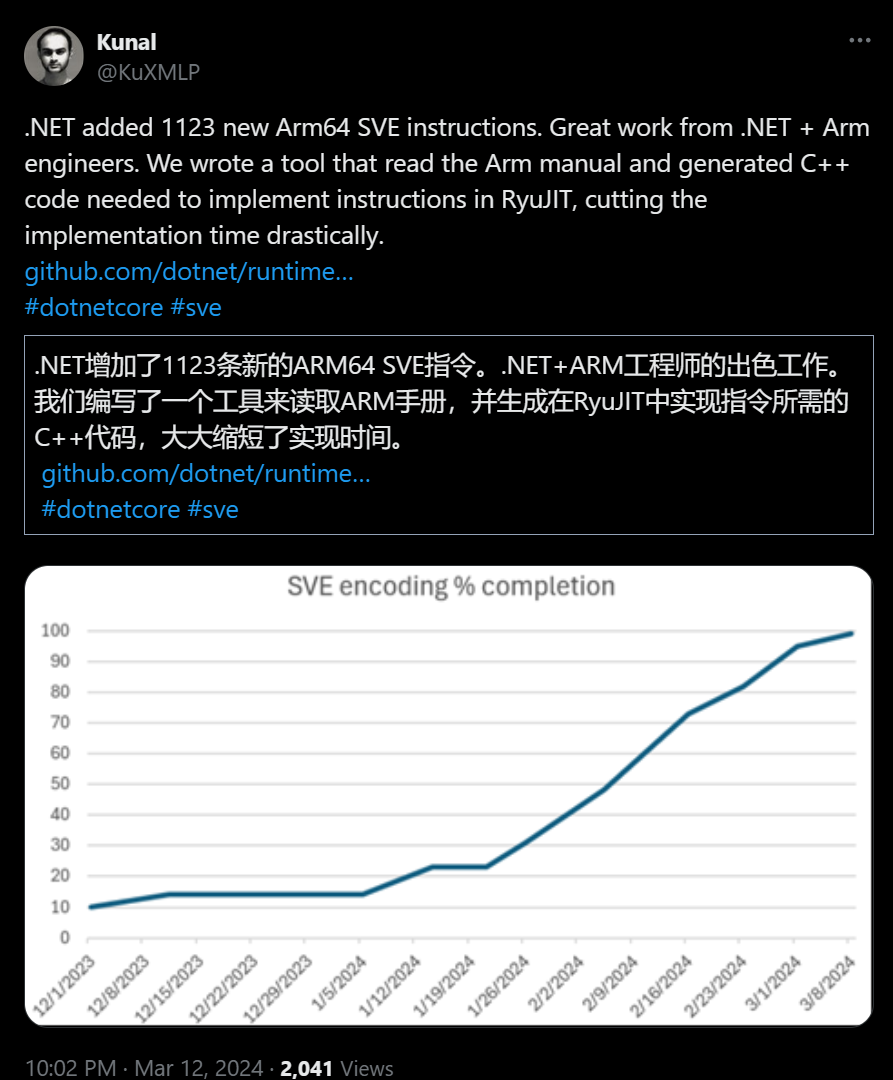 Kunal
@KuXMLP
.NET added 1123 new Arm64 SVE instructions. Great work from .NET + Arm
engineers. We wrote a tool that read the Arm manual and generated C++
code needed to implement instructions in RyuJIT, cutting the
implementation time drastically.
github.com/dotnet/runtime...
#dotnetcore #sve
.NET增加了1123条新的ARM64 SVE指令。.NET+ARM工程师的出色工作。
我们编写了一个工具来读取ARM手册，并生成在RyuJIT中实现指令所需的
C++代码，大大缩短了实现时间。
github.com/dotnet/runtime...
#dotnetcore #sve
SVE encoding % completion
100
90
80
70
60
50
40
30
20
10
0
12/1/2023
12/8/2023
12/15/2023
12/22/2023
12/29/2023
1/5/2024
1/12/2024
1/19/2024
1/26/2024
2/2/2024
2/9/2024
2/16/2024
2/23/2024
3/1/2024
3/8/2024
10:02 PM · Mar 12, 2024 · 2,041 Views